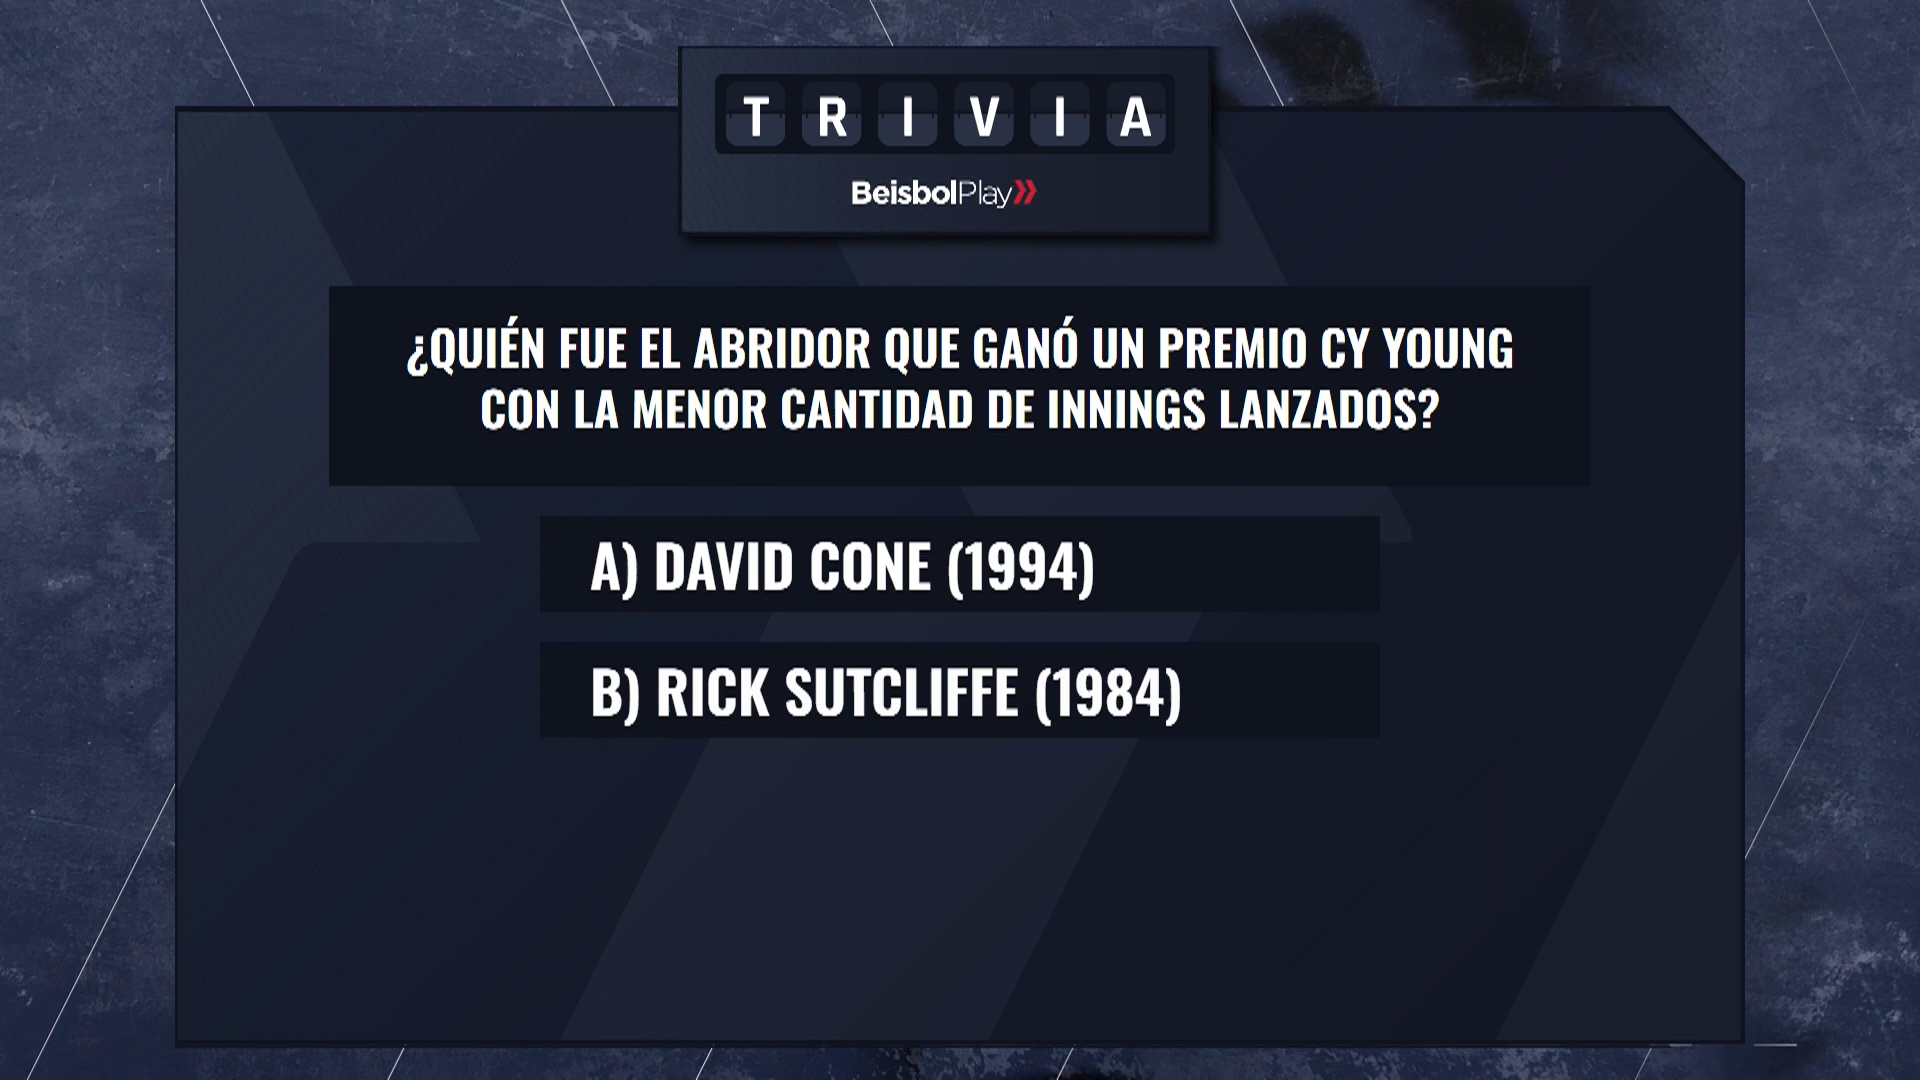 TRIVIA
BeisbolPlay
¿QUIÉN FUE EL ABRIDOR QUE GANÓ UN PREMIO CY YOUNG
CON LA MENOR CANTIDAD DE INNINGS LANZADOS?
A) DAVID CONE (1994)
B) RICK SUTCLIFFE (1984)